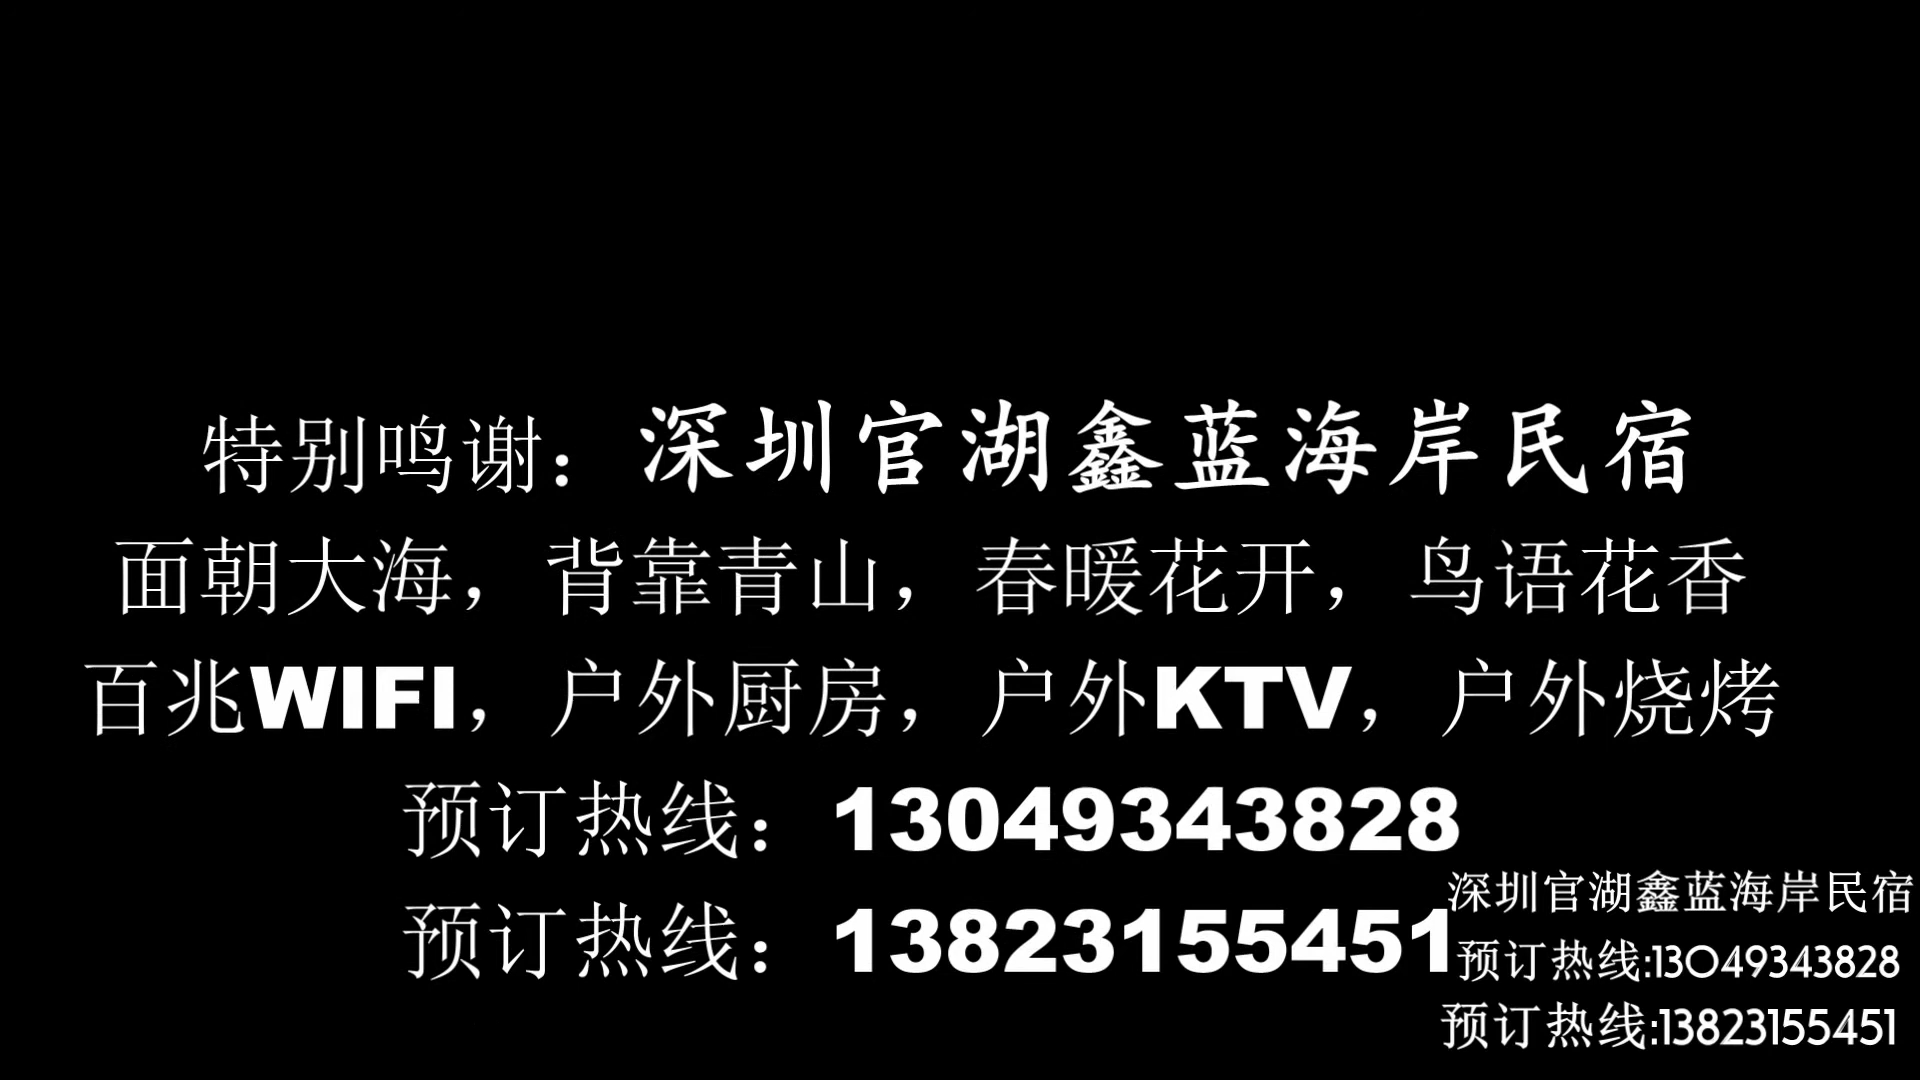 特别鸣谢：深圳官湖鑫蓝海岸民宿
面朝大海，背靠青山，春暖花开，鸟语花香
百兆WIFI，户外厨房，户外KTV，户外烧烤
预订热线：13049343828
预订热线：13823155451
深圳官湖鑫蓝海岸民宿
预订热线:13049343828
预订热线:13823155451